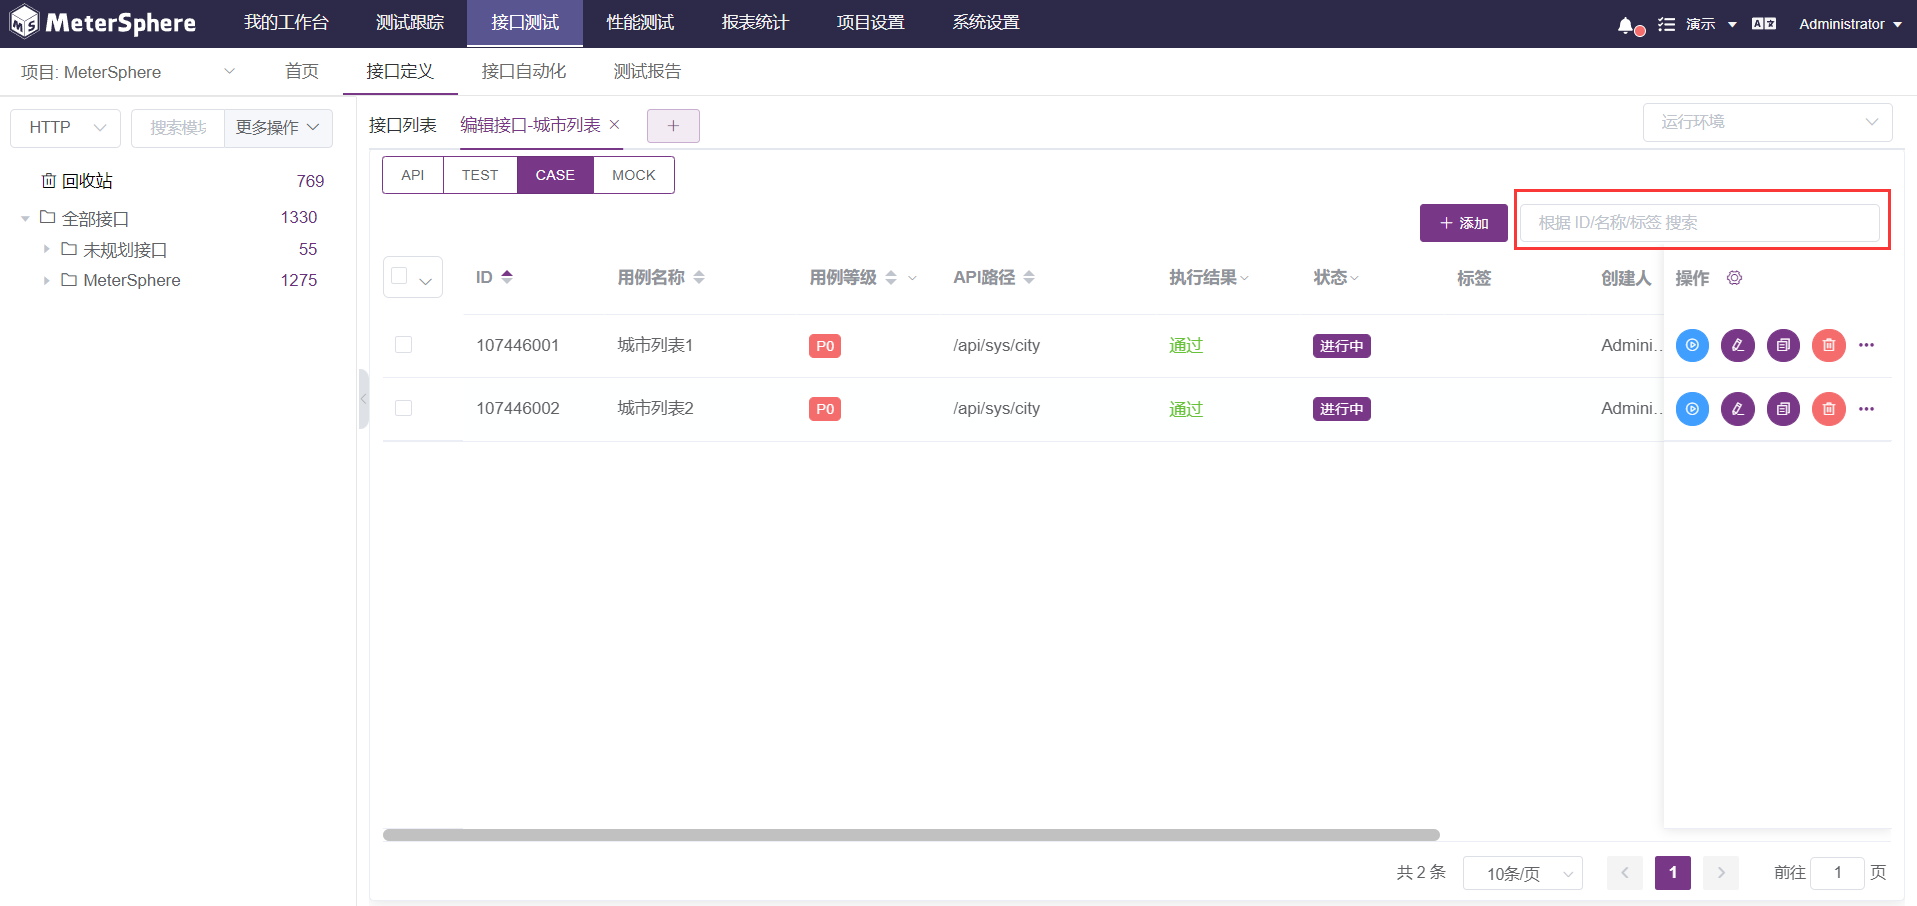 MeterSphere 我的工作台 测试跟踪 接口测试 性能测试 报表统计 项目设置 系统设置 演示 Administrator
项目: MeterSphere 首页 接口定义 接口自动化 测试报告
HTTP 搜索模块 更多操作 接口列表 编辑接口-城市列表 运行环境
API TEST CASE MOCK
回收站 769
全部接口 1330
未规划接口 55
MeterSphere 1275
添加 根据 ID/名称/标签 搜索
ID 用例名称 用例等级 API路径 执行结果 状态 标签 创建人 操作
107446001 城市列表1 P0 /api/sys/city 通过 进行中 Admini...
107446002 城市列表2 P0 /api/sys/city 通过 进行中 Admini...
共 2 条 10条/页 1 前往 1 页